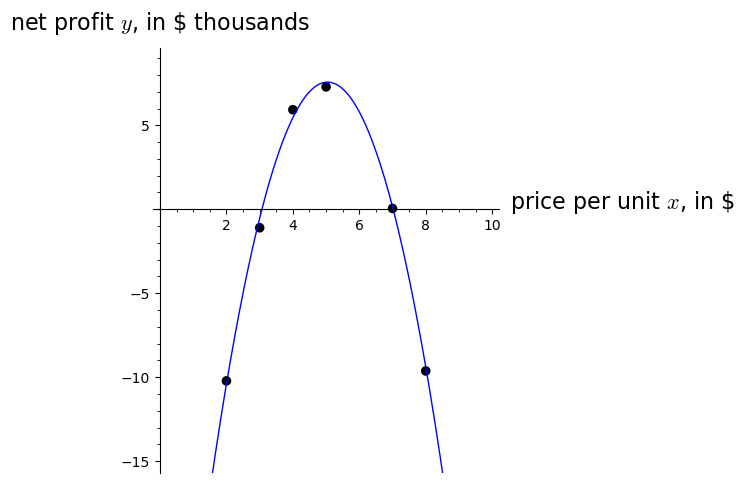 net profit y, in $ thousands
5
price per unit x, in $
2 4 6 8 10
−5
−10
−15